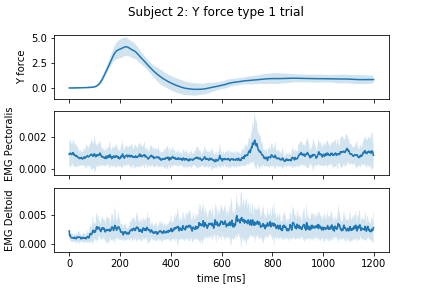 Subject 2: Y force type 1 trial
5.0
2.5
0.0
Y force
0.002
0.000
EMG Pectoralis
0.005
0.000
EMG Deltoid
0 200 400 600 800 1000 1200
time [ms]